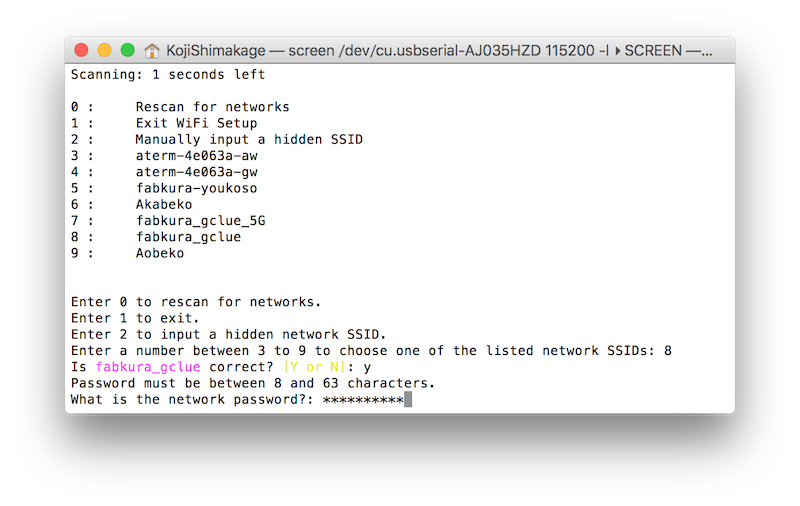 KojiShimakage — screen /dev/cu.usbserial-AJ035HZD 115200 -l ▸ SCREEN —...
Scanning: 1 seconds left
0 :     Rescan for networks
1 :     Exit WiFi Setup
2 :     Manually input a hidden SSID
3 :     aterm-4e063a-aw
4 :     aterm-4e063a-gw
5 :     fabkura-youkoso
6 :     Akabeko
7 :     fabkura_gclue_5G
8 :     fabkura_gclue
9 :     Aobeko
Enter 0 to rescan for networks.
Enter 1 to exit.
Enter 2 to input a hidden network SSID.
Enter a number between 3 to 9 to choose one of the listed network SSIDs: 8
Is fabkura_gclue correct? [Y or N]: y
Password must be between 8 and 63 characters.
What is the network password?: **********